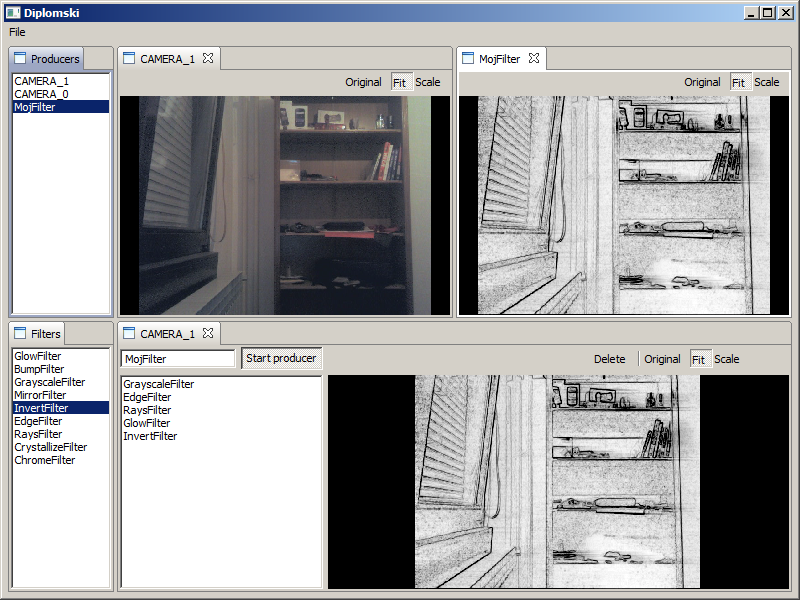 Diplomski
File
Producers
CAMERA_1
CAMERA_0
MojFilter
CAMERA_1
Original Fit Scale
MojFilter
Original Fit Scale
Filters
GlowFilter
BumpFilter
GrayscaleFilter
MirrorFilter
InvertFilter
EdgeFilter
RaysFilter
CrystallizeFilter
ChromeFilter
CAMERA_1
MojFilter Start producer Delete Original Fit Scale
GrayscaleFilter
EdgeFilter
RaysFilter
GlowFilter
InvertFilter